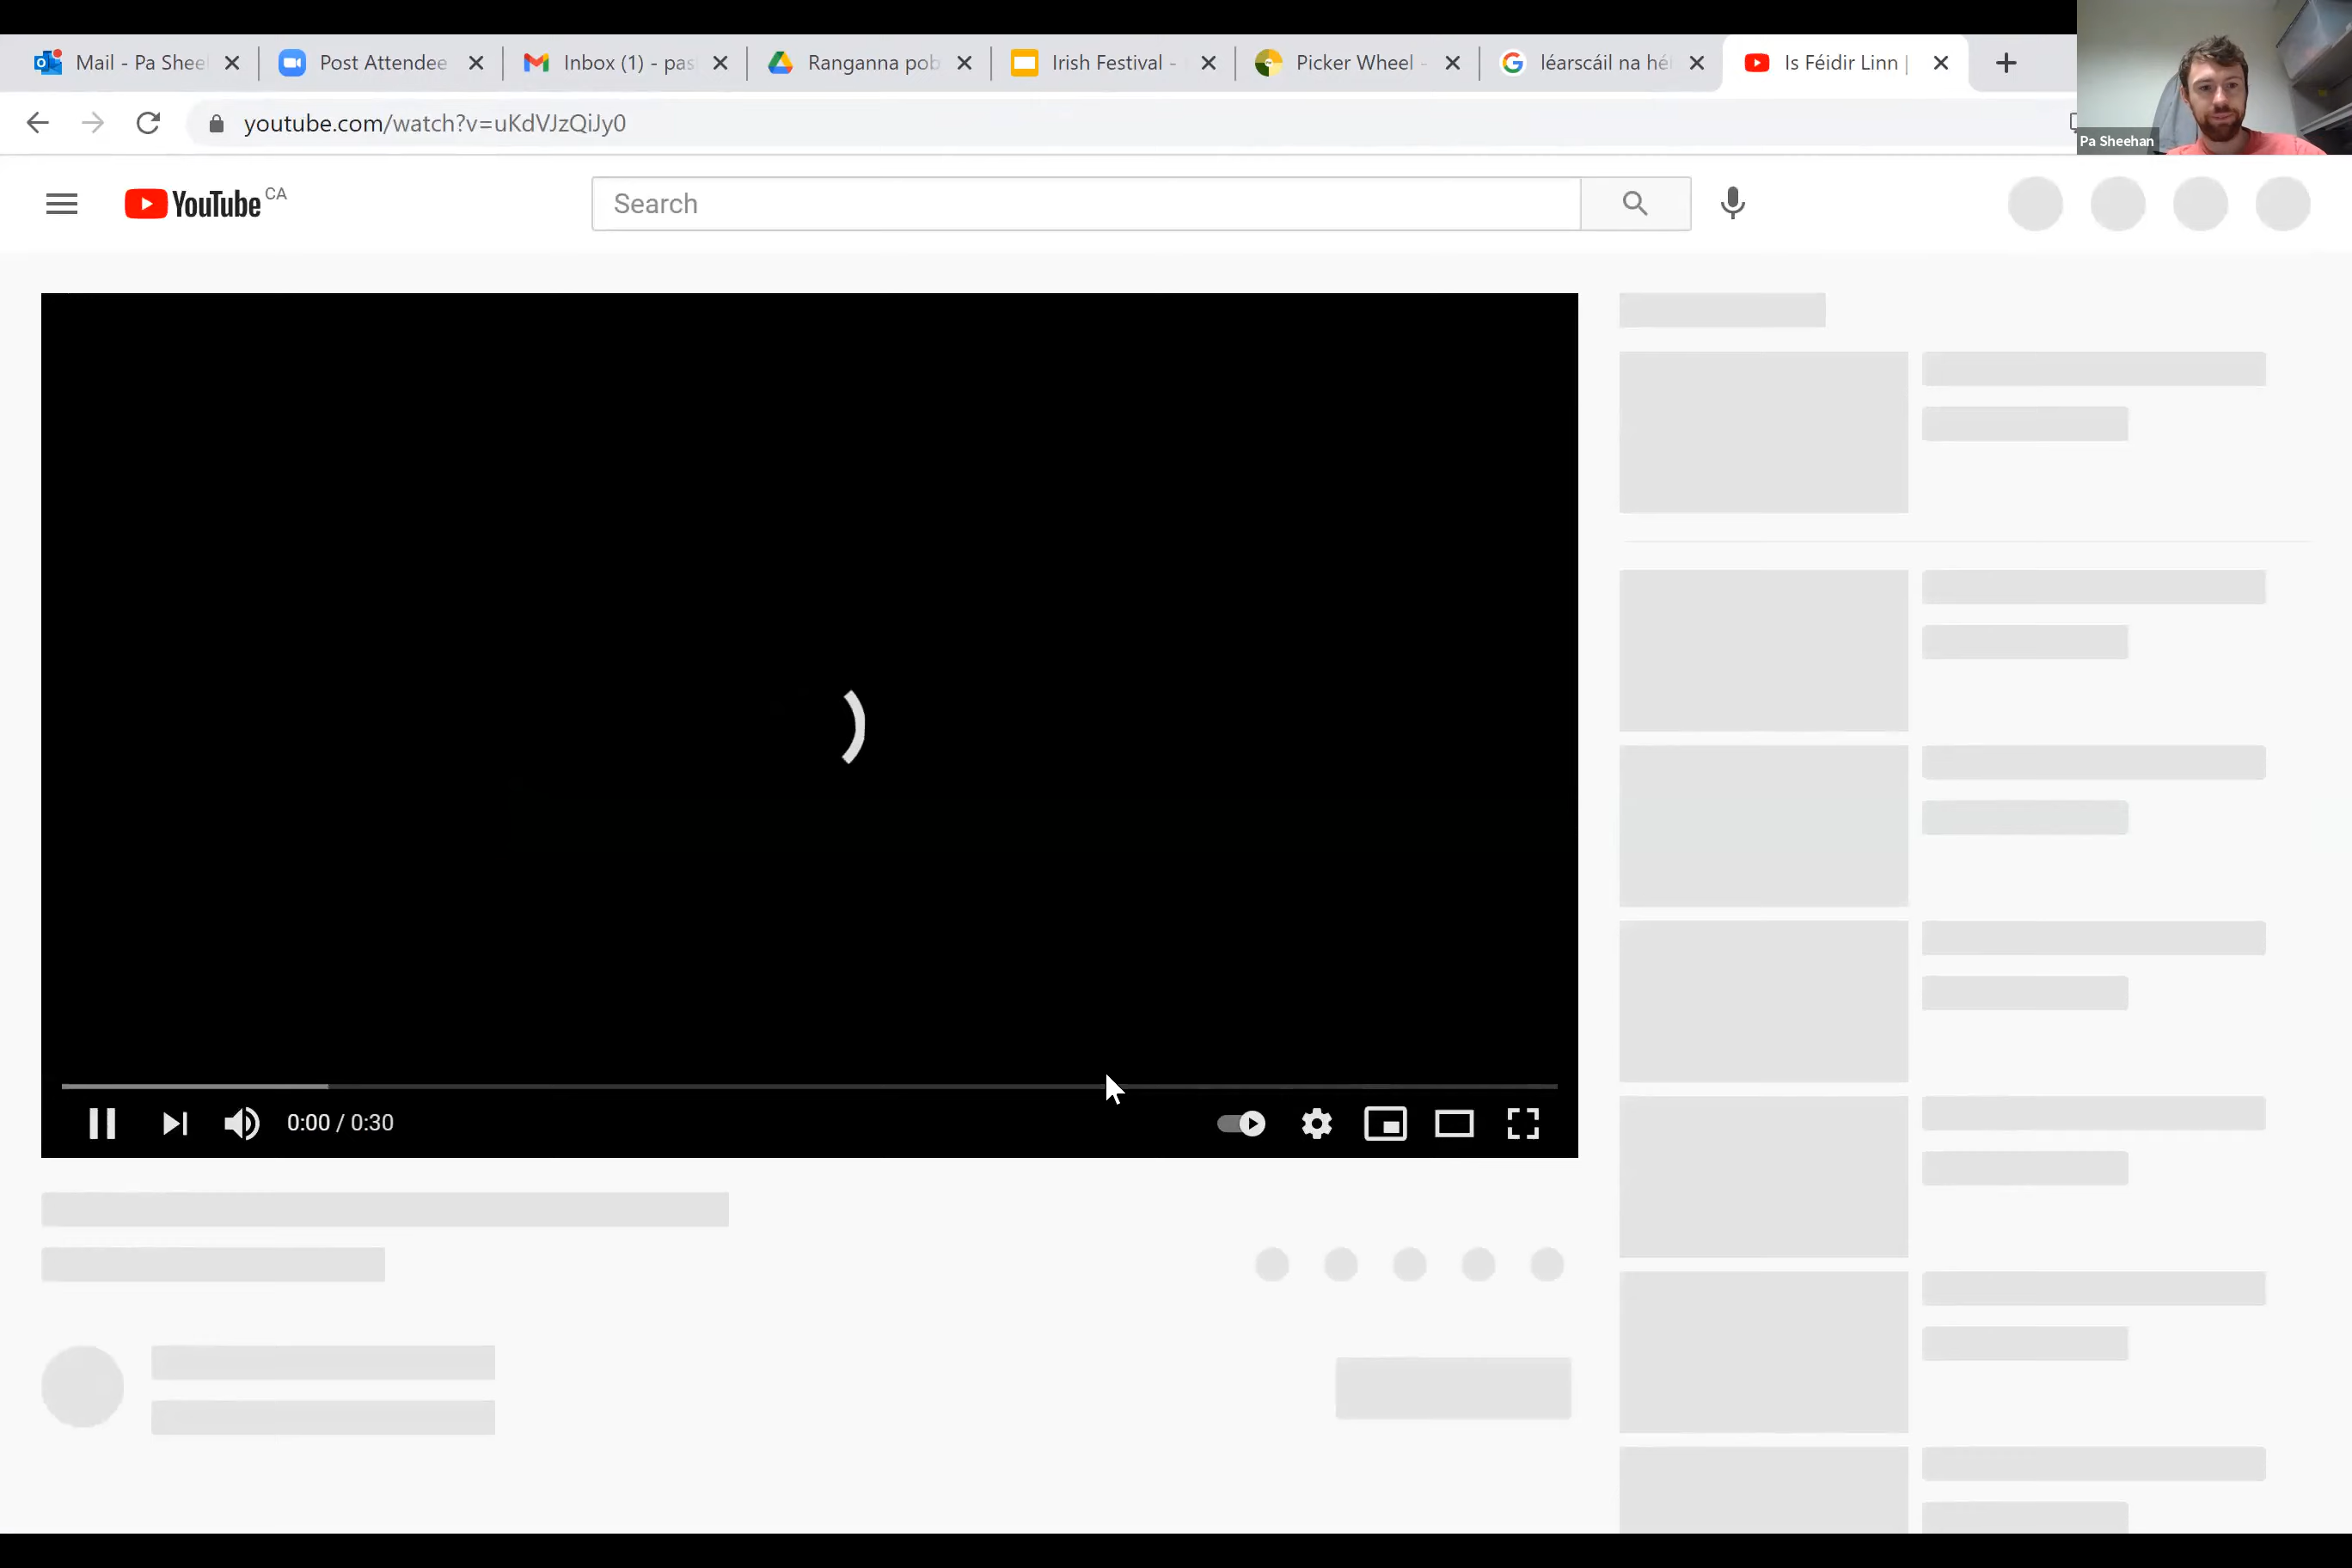 Mail - Pa Shee
Post Attendee
Inbox (1) - pas
Ranganna pob
Irish Festival -
Picker Wheel -
léarscáil na hé
Is Féidir Linn |
youtube.com/watch?v=uKdVJzQiJy0
Pa Sheehan
YouTube CA
Search
0:00 / 0:30